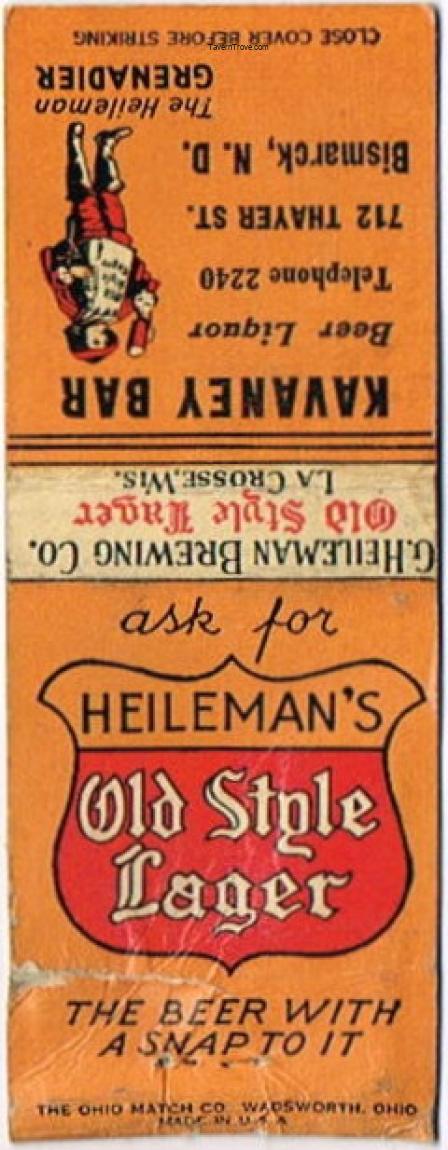 CLOSE COVER BEFORE STRIKING
TavernTrove.com
KAVANEY BAR
Beer Liquor
Telephone 2240
712 THAYER ST.
Bismarck, N. D.
The Heileman
GRENADIER
G. HEILEMAN BREWING CO.
Old Style Lager
LA CROSSE, WIS.
ask for
HEILEMAN'S
Old Style
Lager
THE BEER WITH
A SNAP TO IT
THE OHIO MATCH CO. WADSWORTH, OHIO
MADE IN U.S.A.